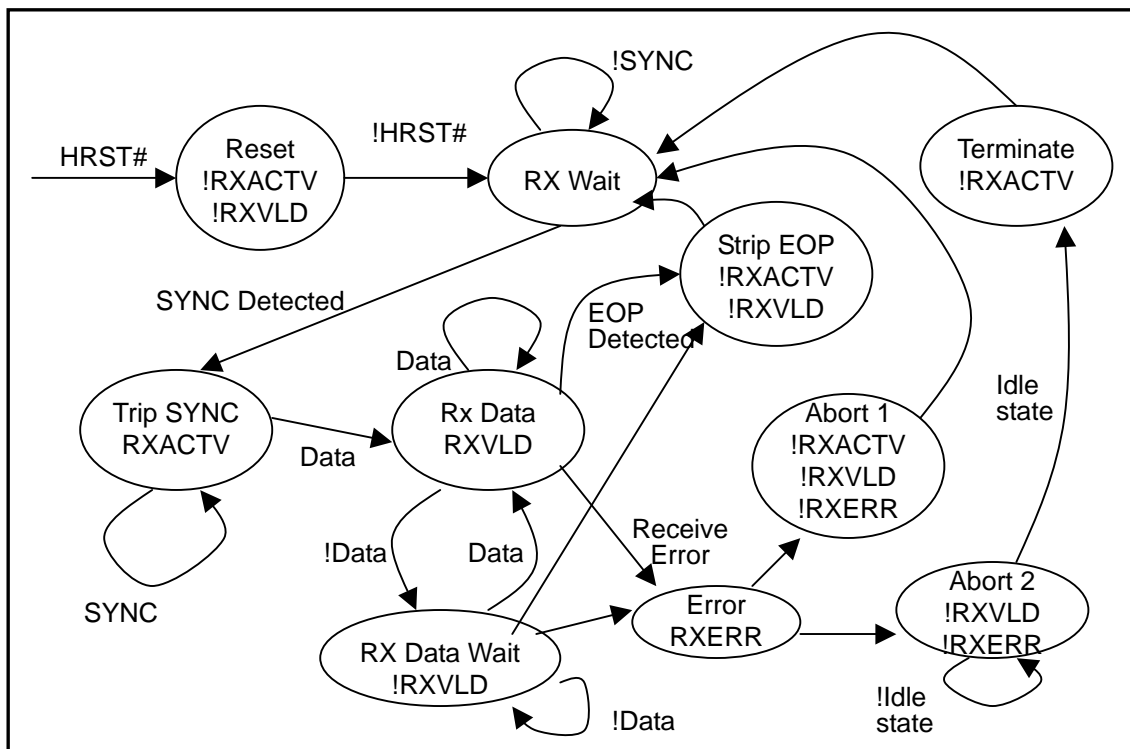 !SYNC
HRST#
Reset
!RXACTV
!RXVLD
!HRST#
RX Wait
Terminate
!RXACTV
Strip EOP
!RXACTV
!RXVLD
SYNC Detected
EOP
Detected
Data
Trip SYNC
RXACTV
Data
Rx Data
RXVLD
Idle
state
Abort 1
!RXACTV
!RXVLD
!RXERR
!Data
Data
Receive
Error
SYNC
Error
RXERR
Abort 2
!RXVLD
!RXERR
RX Data Wait
!RXVLD
!Data
!Idle
state